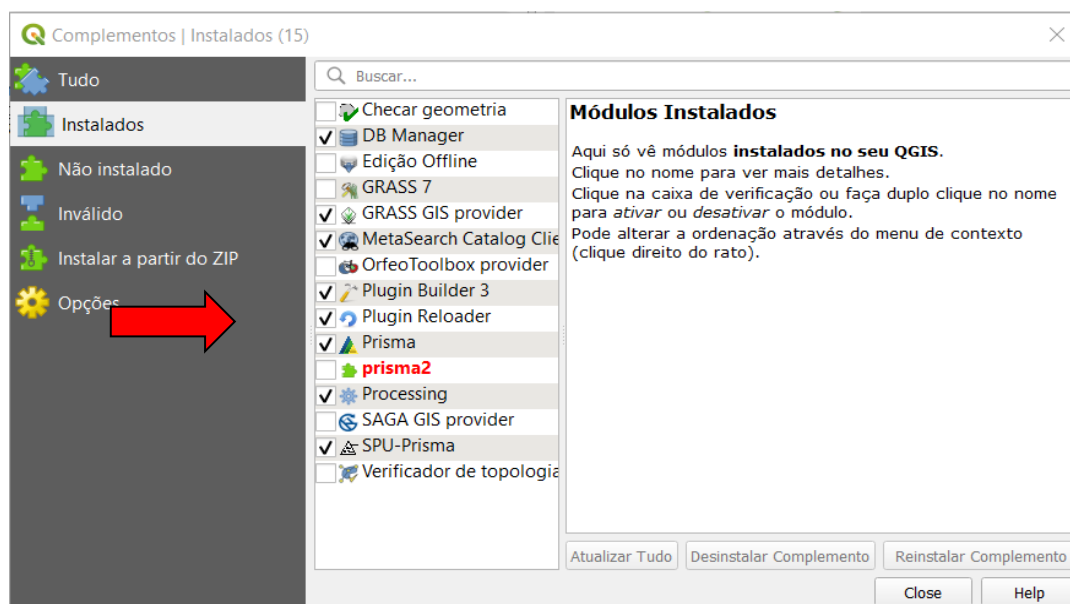 Complementos | Instalados (15)
Tudo
Instalados
Não instalado
Inválido
Instalar a partir do ZIP
Opções
Buscar...
Checar geometria
DB Manager
Edição Offline
GRASS 7
GRASS GIS provider
MetaSearch Catalog Clie
OrfeoToolbox provider
Plugin Builder 3
Plugin Reloader
Prisma
prisma2
Processing
SAGA GIS provider
SPU-Prisma
Verificador de topologia
Módulos Instalados
Aqui só vê módulos instalados no seu QGIS.
Clique no nome para ver mais detalhes.
Clique na caixa de verificação ou faça duplo clique no nome
para ativar ou desativar o módulo.
Pode alterar a ordenação através do menu de contexto
(clique direito do rato).
Atualizar Tudo
Desinstalar Complemento
Reinstalar Complemento
Close
Help